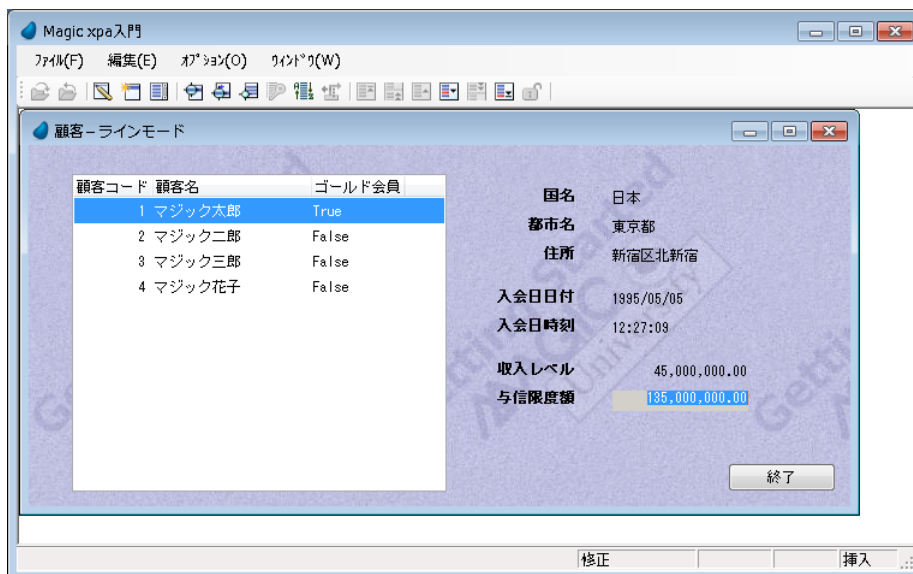 Magic xpa入門
ﾌｧｲﾙ(F) 編集(E) ｵﾌﾟｼｮﾝ(O) ｳｨﾝﾄﾞｳ(W)
顧客－ラインモード
顧客コード 顧客名 ゴールド会員
1 マジック太郎 True
2 マジック二郎 False
3 マジック三郎 False
4 マジック花子 False
国名 日本
都市名 東京都
住所 新宿区北新宿
入会日日付 1995/05/05
入会日時刻 12:27:09
収入レベル 45,000,000.00
与信限度額 135,000,000.00
終了
修正 挿入
Getting Started
Magic
University
Getti